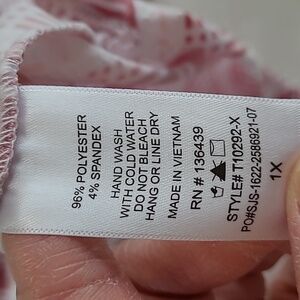 96% POLYESTER
4% SPANDEX
HAND WASH
WITH COLD WATER
DO NOT BLEACH
HANG OR LINE DRY
MADE IN VIETNAM
RN # 136439
STYLE# T10292-X
PO#SJS-1622-2586921-07
1X